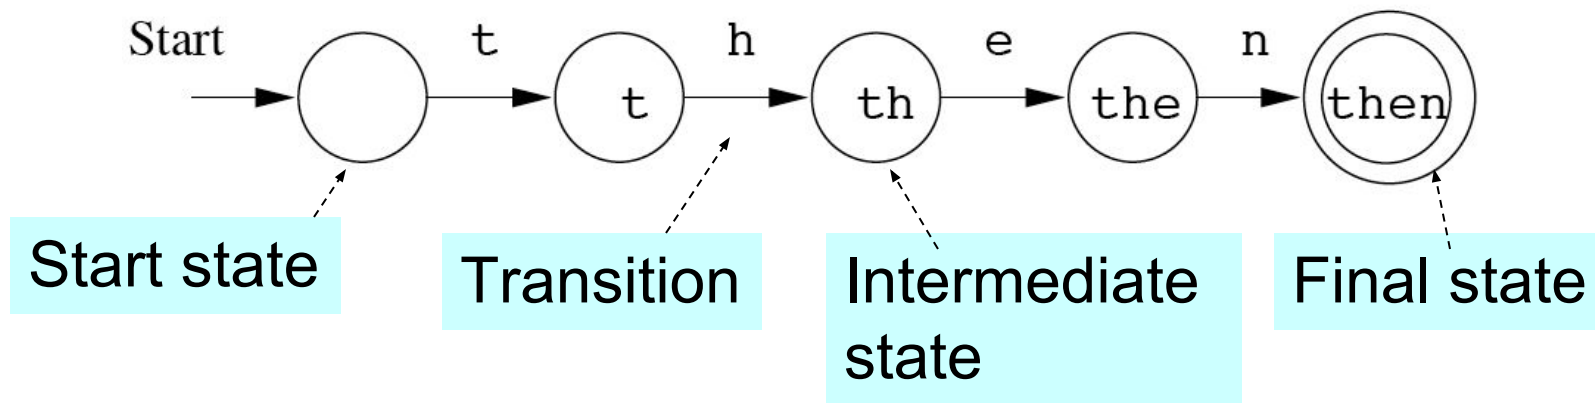 Start t h e n
t th the then
Start state Transition Intermediate state Final state